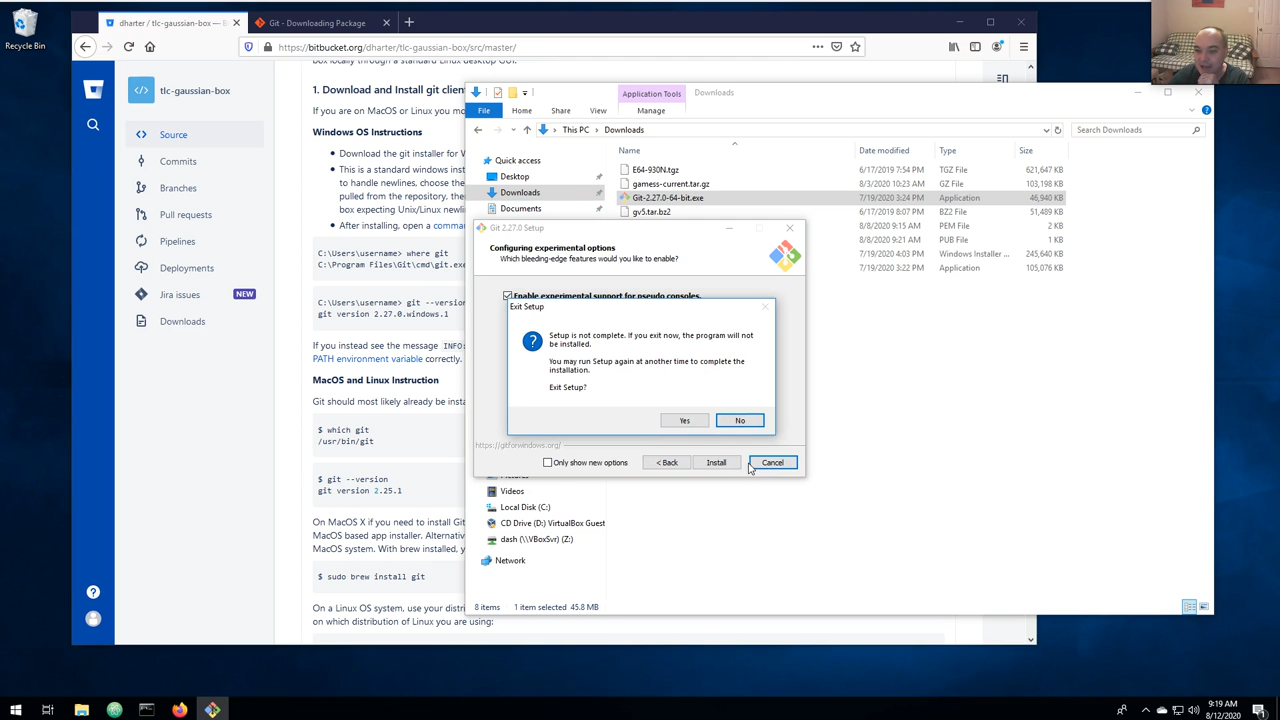 Recycle Bin
dharter / tlc-gaussian-box — B
Git - Downloading Package
https://bitbucket.org/dharter/tlc-gaussian-box/src/master/
tlc-gaussian-box
Source
Commits
Branches
Pull requests
Pipelines
Deployments
Jira issues
NEW
Downloads
box locally through a standard Linux desktop GUI.
1. Download and Install git clien
If you are on MacOS or Linux you mo
Windows OS Instructions
Download the git installer for W
This is a standard windows inst
to handle newlines, choose the
pulled from the repository, then
box expecting Unix/Linux newlin
After installing, open a comma
C:\Users\username> where git
C:\Program Files\Git\cmd\git.exe
C:\Users\username> git --version
git version 2.27.0.windows.1
If you instead see the message INFO:
PATH environment variable correctly.
MacOS and Linux Instruction
Git should most likely already be insta
$ which git
/usr/bin/git
$ git --version
git version 2.25.1
On MacOS X if you need to install Git
MacOS based app installer. Alternativ
MacOS system. With brew installed, y
$ sudo brew install git
On a Linux OS system, use your distri
on which distribution of Linux you are using:
Application Tools
Downloads
File
Home
Share
View
Manage
This PC
Downloads
Search Downloads
Quick access
Desktop
Downloads
Documents
Videos
Local Disk (C:)
CD Drive (D:) VirtualBox Guest
dash (\\VBoxSvr) (Z:)
Network
Name
Date modified
Type
Size
E64-930N.tgz
6/17/2019 7:54 PM
TGZ File
621,647 KB
gamess-current.tar.gz
8/3/2020 10:23 AM
GZ File
103,198 KB
Git-2.27.0-64-bit.exe
7/19/2020 3:24 PM
Application
46,940 KB
gv5.tar.bz2
6/17/2019 8:07 PM
BZ2 File
51,489 KB
8/8/2020 9:15 AM
PEM File
2 KB
8/8/2020 9:21 AM
PUB File
1 KB
7/19/2020 4:03 PM
Windows Installer ...
245,640 KB
7/19/2020 3:22 PM
Application
105,076 KB
8 items
1 item selected 45.8 MB
Git 2.27.0 Setup
Configuring experimental options
Which bleeding-edge features would you like to enable?
Enable experimental support for pseudo consoles.
Exit Setup
Setup is not complete. If you exit now, the program will not
be installed.
You may run Setup again at another time to complete the
installation.
Exit Setup?
Yes
No
https://gitforwindows.org/
Only show new options
< Back
Install
Cancel
9:19 AM
8/12/2020
1